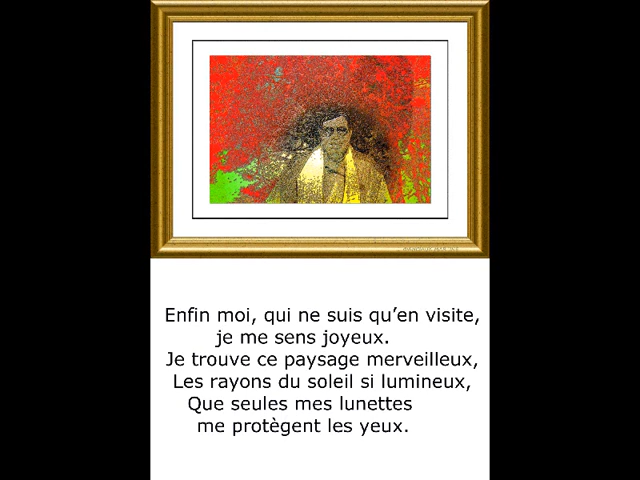 Enfin moi, qui ne suis qu’en visite,
je me sens joyeux.
Je trouve ce paysage merveilleux,
Les rayons du soleil si lumineux,
Que seules mes lunettes
me protègent les yeux.